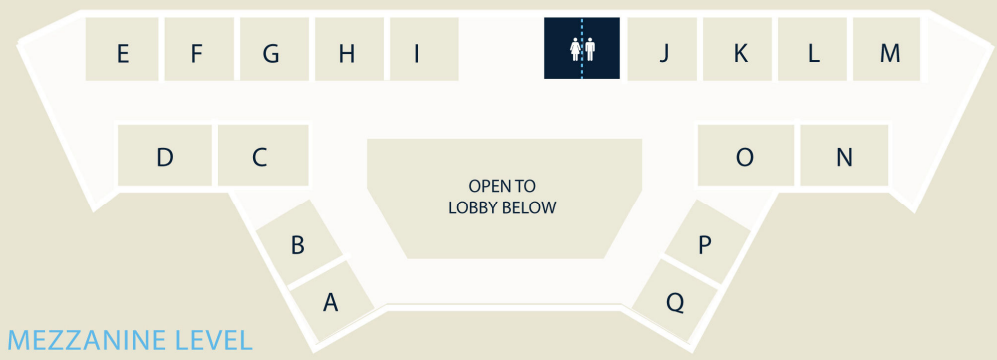 E F G H I J K L M
D C O N
OPEN TO
LOBBY BELOW
B P
A Q
MEZZANINE LEVEL